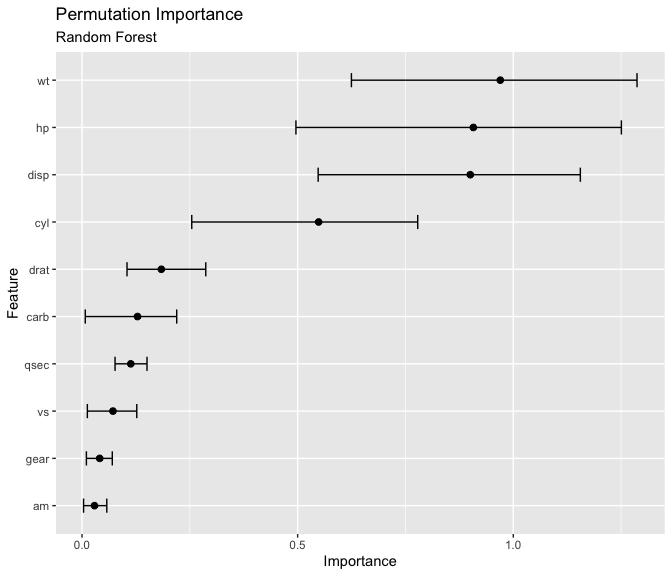 Permutation Importance
Random Forest
Feature
wt
hp
disp
cyl
drat
carb
qsec
vs
gear
am
0.0 0.5 1.0
Importance